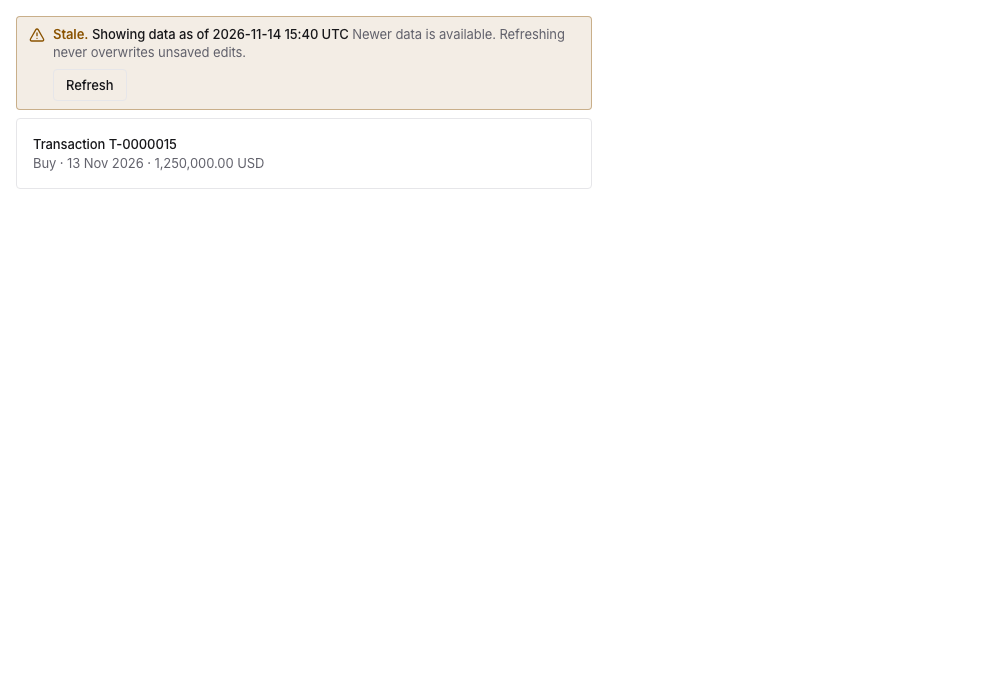 Stale. Showing data as of 2026-11-14 15:40 UTC Newer data is available. Refreshing
never overwrites unsaved edits.
Refresh
Transaction T-0000015
Buy · 13 Nov 2026 · 1,250,000.00 USD